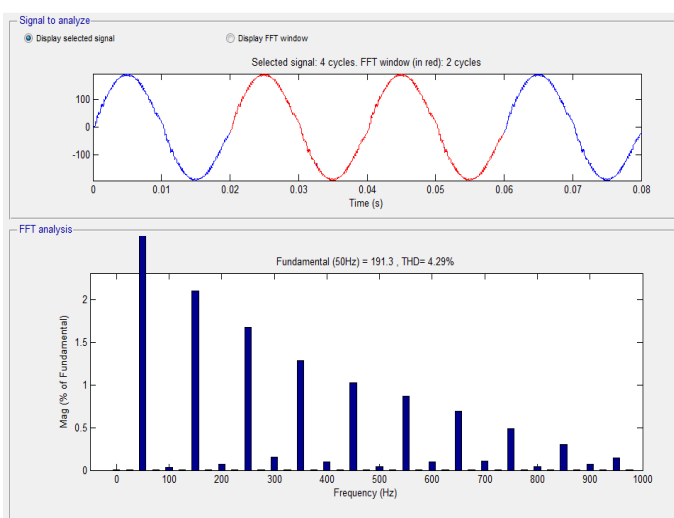 Signal to analyze
Display selected signal Display FFT window
Selected signal: 4 cycles. FFT window (in red): 2 cycles
100
0
-100
0 0.01 0.02 0.03 0.04 0.05 0.06 0.07 0.08
Time (s)
FFT analysis
Fundamental (50Hz) = 191.3 , THD= 4.29%
Mag (% of Fundamental)
2
1.5
1
0.5
0
0 100 200 300 400 500 600 700 800 900 1000
Frequency (Hz)